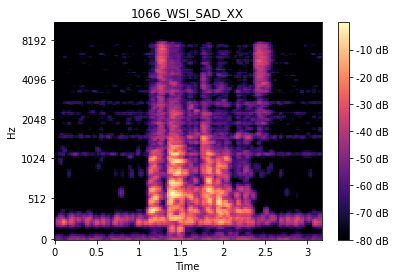 1066_WSI_SAD_XX
8192
4096
2048
1024
512
0
Hz
0 0.5 1 1.5 2 2.5 3
Time
-10 dB
-20 dB
-30 dB
-40 dB
-50 dB
-60 dB
-70 dB
-80 dB